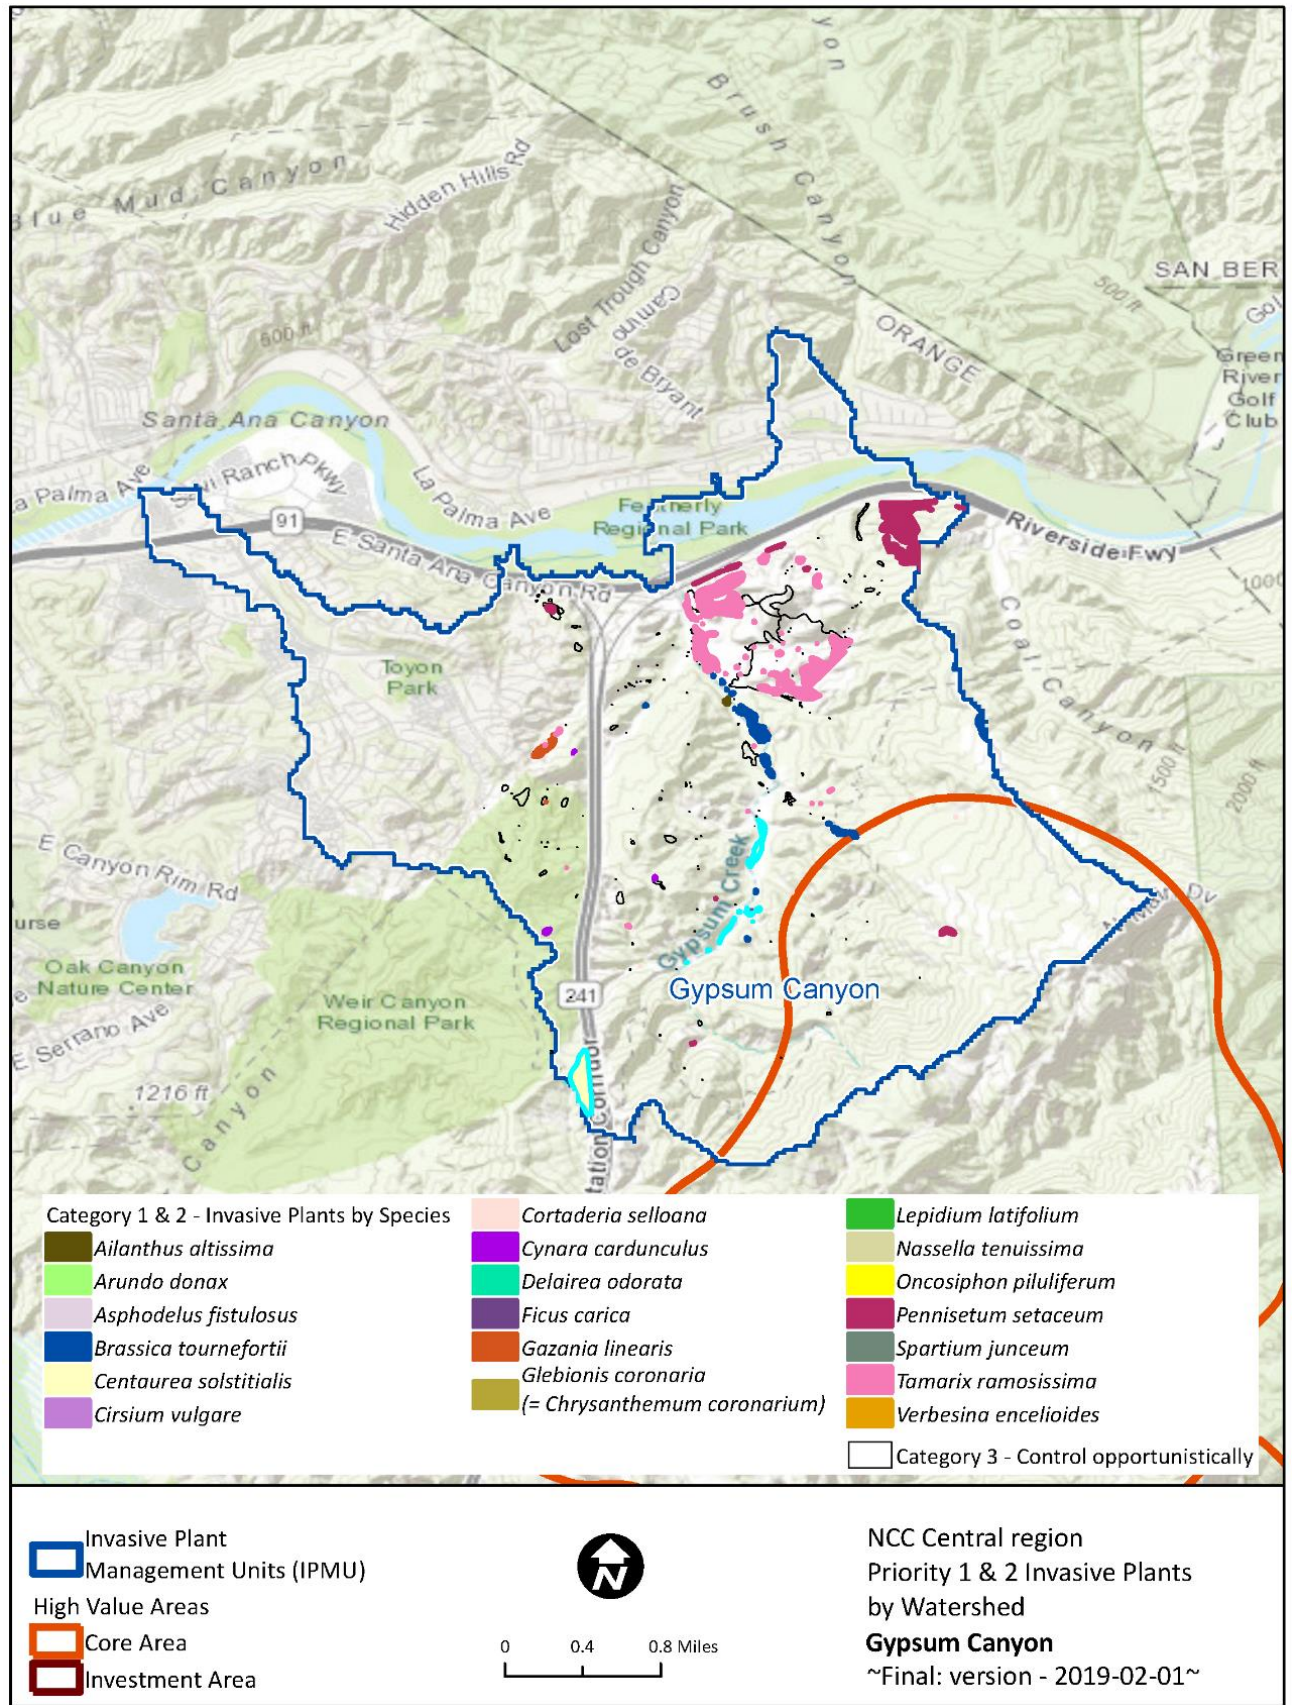 yon
Brush Canyon
Blue Mud Canyon
Hidden Hills Rd
Lost Trough Canyon
Camino
de Bryant
SAN BER
500 ft
ORANGE
Gol
Green
River
Golf
Club
600 ft
Santa Ana Canyon
La Palma Ave
Savi Ranch Pkwy
La Palma Ave
91
E Santa Ana Canyon Rd
Featherly
Regional Park
Riverside Fwy
1000
Coal Canyon
Toyon
Park
1500 ft
2000 ft
E Canyon Rim Rd
Gypsum Creek
urse
Oak Canyon
Nature Center
Gypsum Canyon
241
Weir Canyon
Regional Park
E Serrano Ave
1216 ft
Canyon
Category 1 & 2 - Invasive Plants by Species
Ailanthus altissima
Arundo donax
Asphodelus fistulosus
Brassica tournefortii
Centaurea solstitialis
Cirsium vulgare
Cortaderia selloana
Cynara cardunculus
Delairea odorata
Ficus carica
Gazania linearis
Glebionis coronaria
(= Chrysanthemum coronarium)
Lepidium latifolium
Nassella tenuissima
Oncosiphon piluliferum
Pennisetum setaceum
Spartium junceum
Tamarix ramosissima
Verbesina encelioides
Category 3 - Control opportunistically
Invasive Plant
Management Units (IPMU)
High Value Areas
Core Area
Investment Area
N
0 0.4 0.8 Miles
NCC Central region
Priority 1 & 2 Invasive Plants
by Watershed
Gypsum Canyon
~Final: version - 2019-02-01~